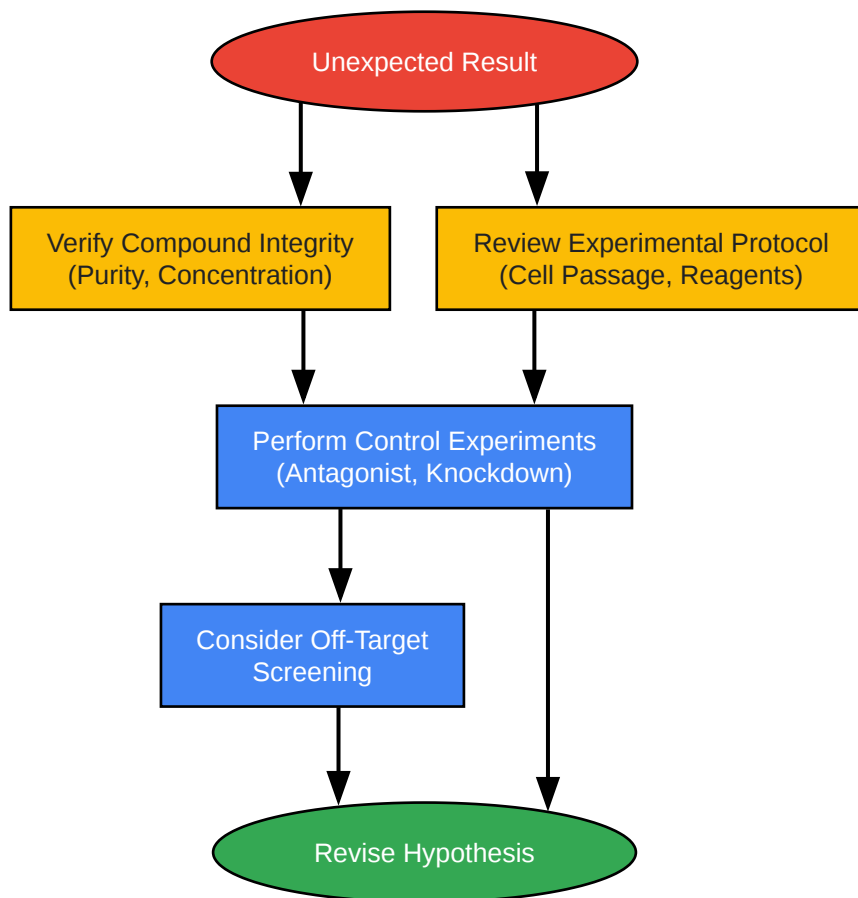 Unexpected Result
Verify Compound Integrity
(Purity, Concentration)
Review Experimental Protocol
(Cell Passage, Reagents)
Perform Control Experiments
(Antagonist, Knockdown)
Consider Off-Target
Screening
Revise Hypothesis